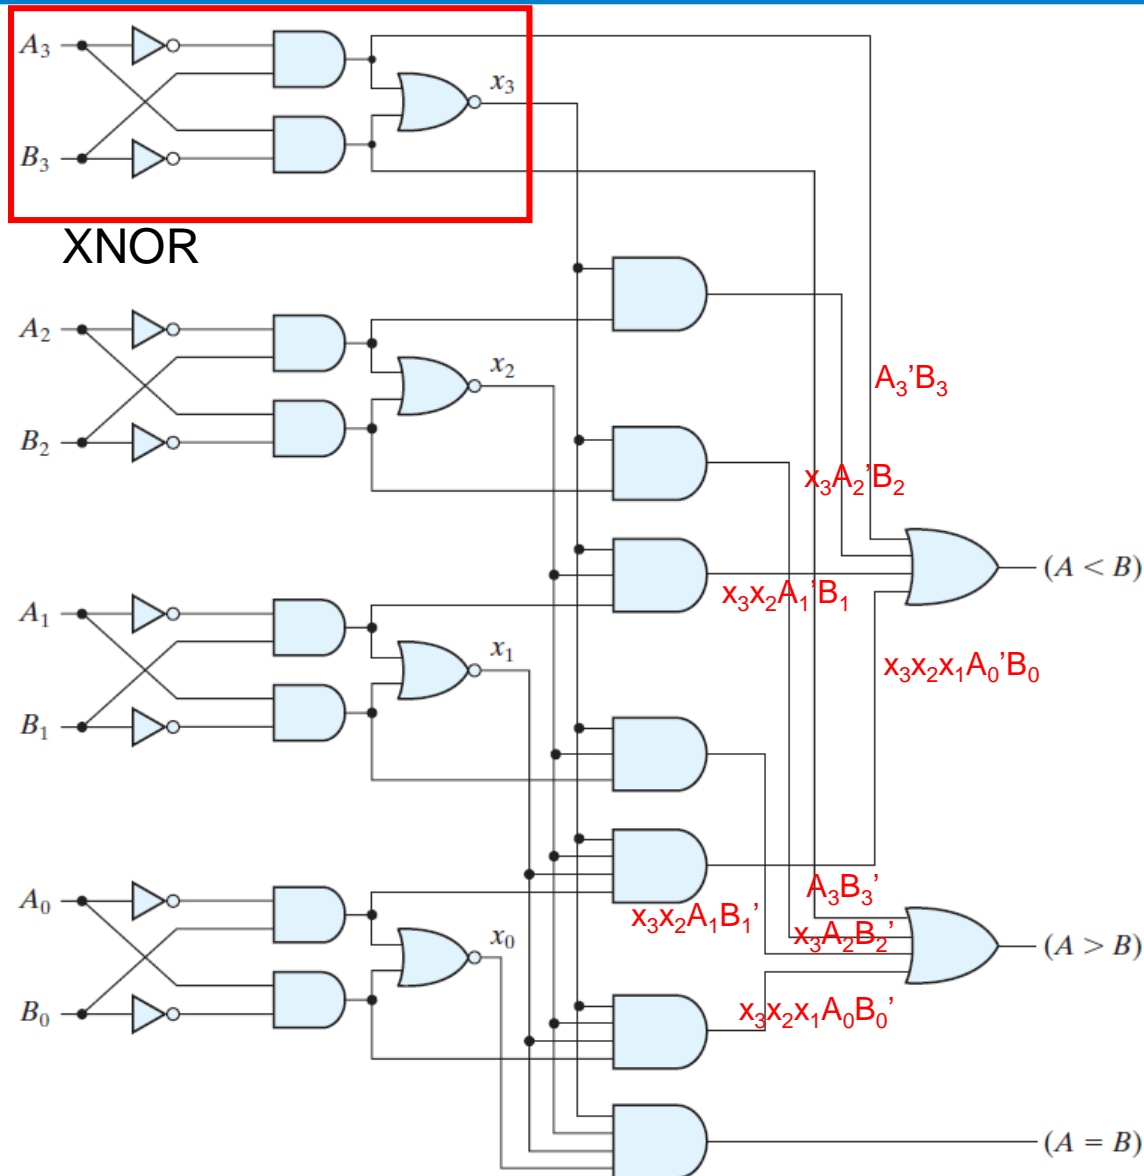 A₃
x₃
B₃
XNOR
A₂
x₂
A₃’B₃
B₂
x₃A₂’B₂
(A < B)
x₃x₂A₁’B₁
A₁
x₁
x₃x₂x₁A₀’B₀
B₁
A₃B₃’
A₀
x₃x₂A₁B₁’
x₃A₂B₂’
x₀
(A > B)
B₀
x₃x₂x₁A₀B₀’
(A = B)